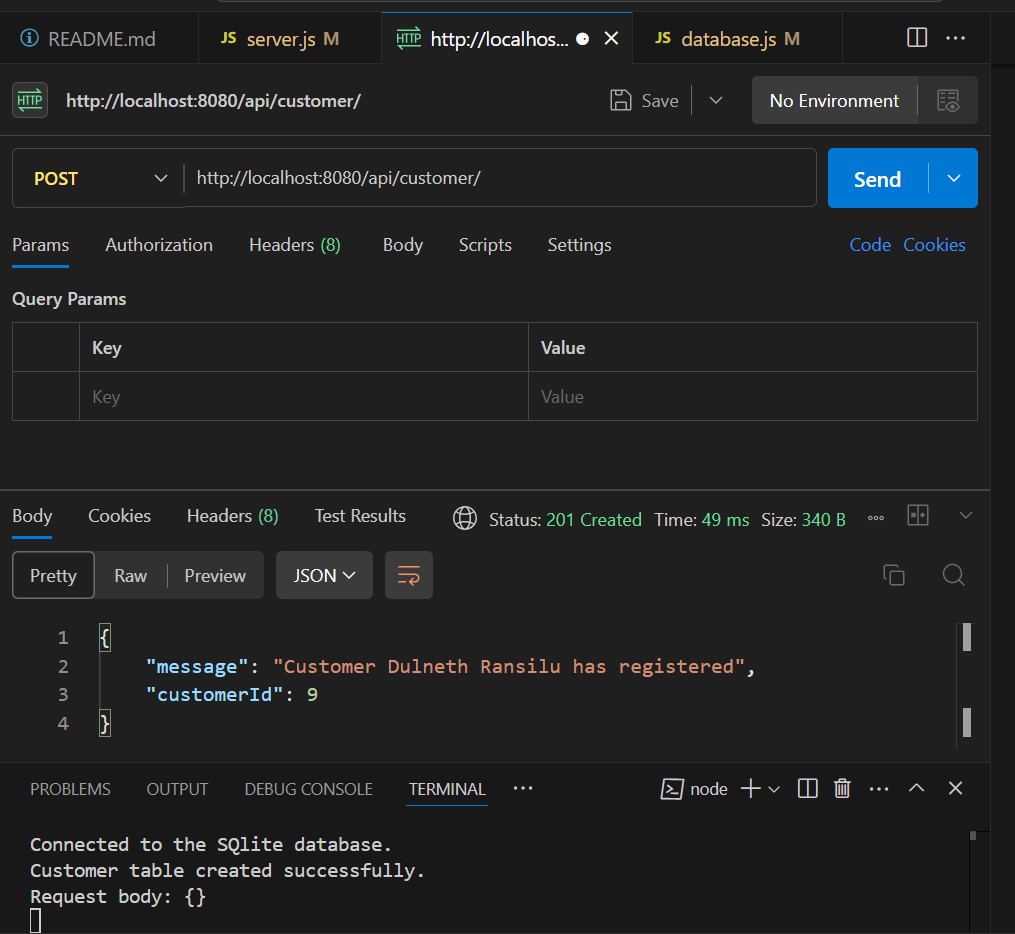 README.md JS server.js M HTTP http://localhos... JS database.js M
HTTP http://localhost:8080/api/customer/ Save No Environment
POST http://localhost:8080/api/customer/ Send
Params Authorization Headers (8) Body Scripts Settings Code Cookies
Query Params
Key Value
Key Value
Body Cookies Headers (8) Test Results Status: 201 Created Time: 49 ms Size: 340 B
Pretty Raw Preview JSON
1 {
2 "message": "Customer Dulneth Ransilu has registered",
3 "customerId": 9
4 }
PROBLEMS OUTPUT DEBUG CONSOLE TERMINAL ... node
Connected to the SQlite database.
Customer table created successfully.
Request body: {}